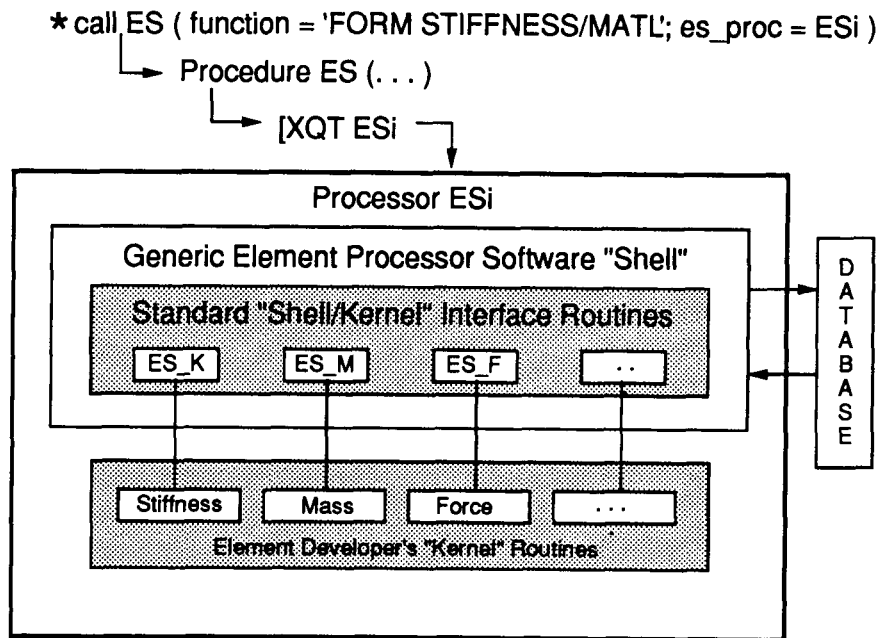 * call ES ( function = 'FORM STIFFNESS/MATL'; es_proc = ESi )
Procedure ES (. . . )
[XQT ESi
Processor ESi
Generic Element Processor Software "Shell"
Standard "Shell/Kernel" Interface Routines
ES_K
ES_M
ES_F
. .
Stiffness
Mass
Force
. . .
Element Developer's "Kernel" Routines
DATABASE